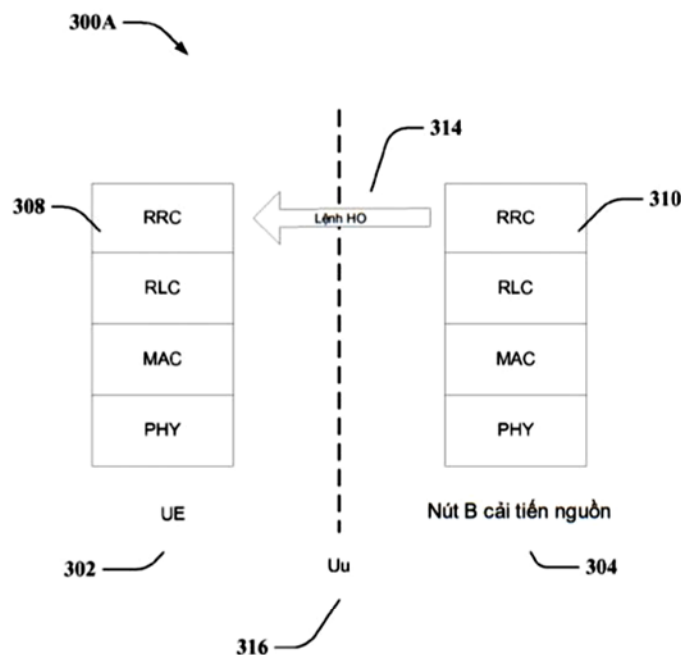 300A
314
308
RRC
Lệnh HO
RRC
310
RLC
RLC
MAC
MAC
PHY
PHY
UE
Nút B cải tiến nguồn
302
Uu
304
316